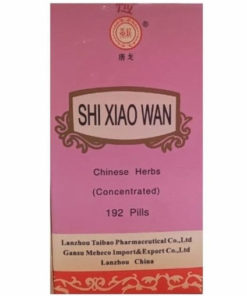 SHI XIAO WAN
Chinese Herbs
(Concentrated)
192 Pills
Lanzhou Taibao Pharmaceutical Co.,Ltd
Gansu Meheco Import&Export Co.,Ltd
Lanzhou China